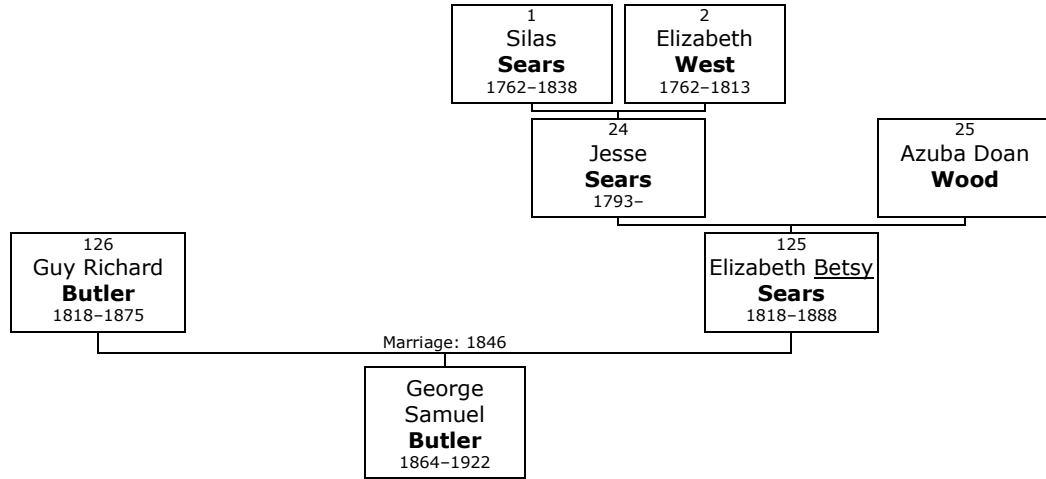 1
Silas
Sears
1762–1838
2
Elizabeth
West
1762–1813
24
Jesse
Sears
1793–
25
Azuba Doan
Wood
126
Guy Richard
Butler
1818–1875
125
Elizabeth Betsy
Sears
1818–1888
Marriage: 1846
George
Samuel
Butler
1864–1922